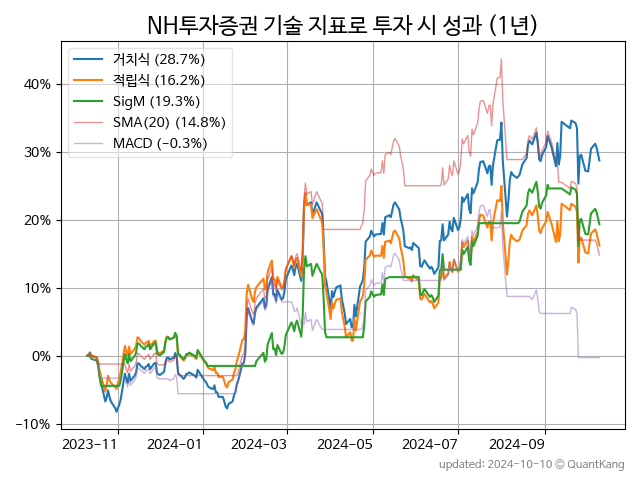 NH투자증권 기술 지표로 투자 시 성과 (1년)
거치식 (28.7%)
적립식 (16.2%)
SigM (19.3%)
SMA(20) (14.8%)
MACD (−0.3%)
40%
30%
20%
10%
0%
−10%
2023−11
2024−01
2024−03
2024−05
2024−07
2024−09
updated: 2024-10-10 © QuantKang